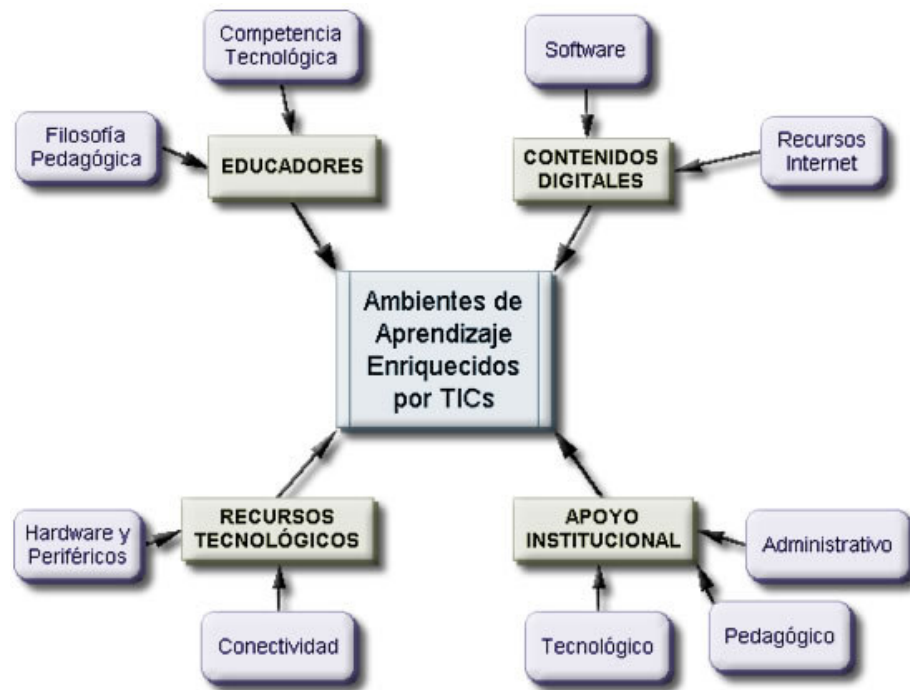 Competencia
Tecnológica
Software
Filosofía
Pedagógica
EDUCADORES
CONTENIDOS
DIGITALES
Recursos
Internet
Ambientes de
Aprendizaje
Enriquecidos
por TICs
Hardware y
Periféricos
RECURSOS
TECNOLÓGICOS
APOYO
INSTITUCIONAL
Administrativo
Conectividad
Tecnológico
Pedagógico